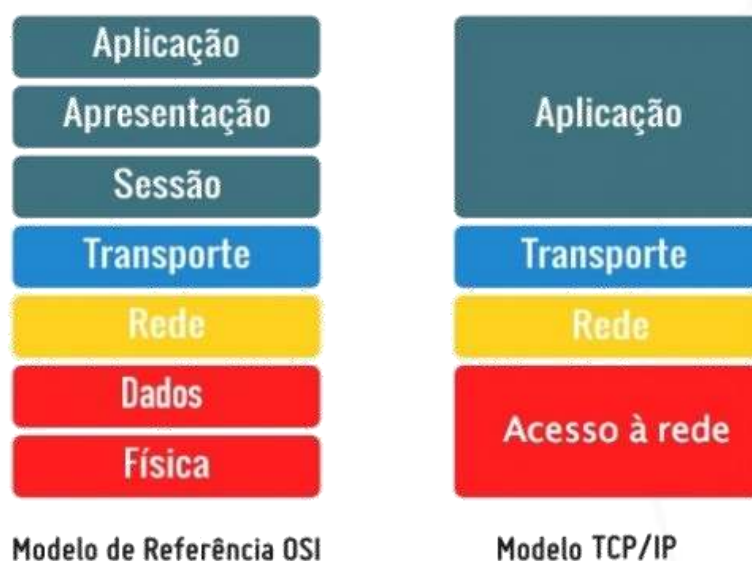 Aplicação
Apresentação
Sessão
Transporte
Rede
Dados
Física
Modelo de Referência OSI
Aplicação
Transporte
Rede
Acesso à rede
Modelo TCP/IP